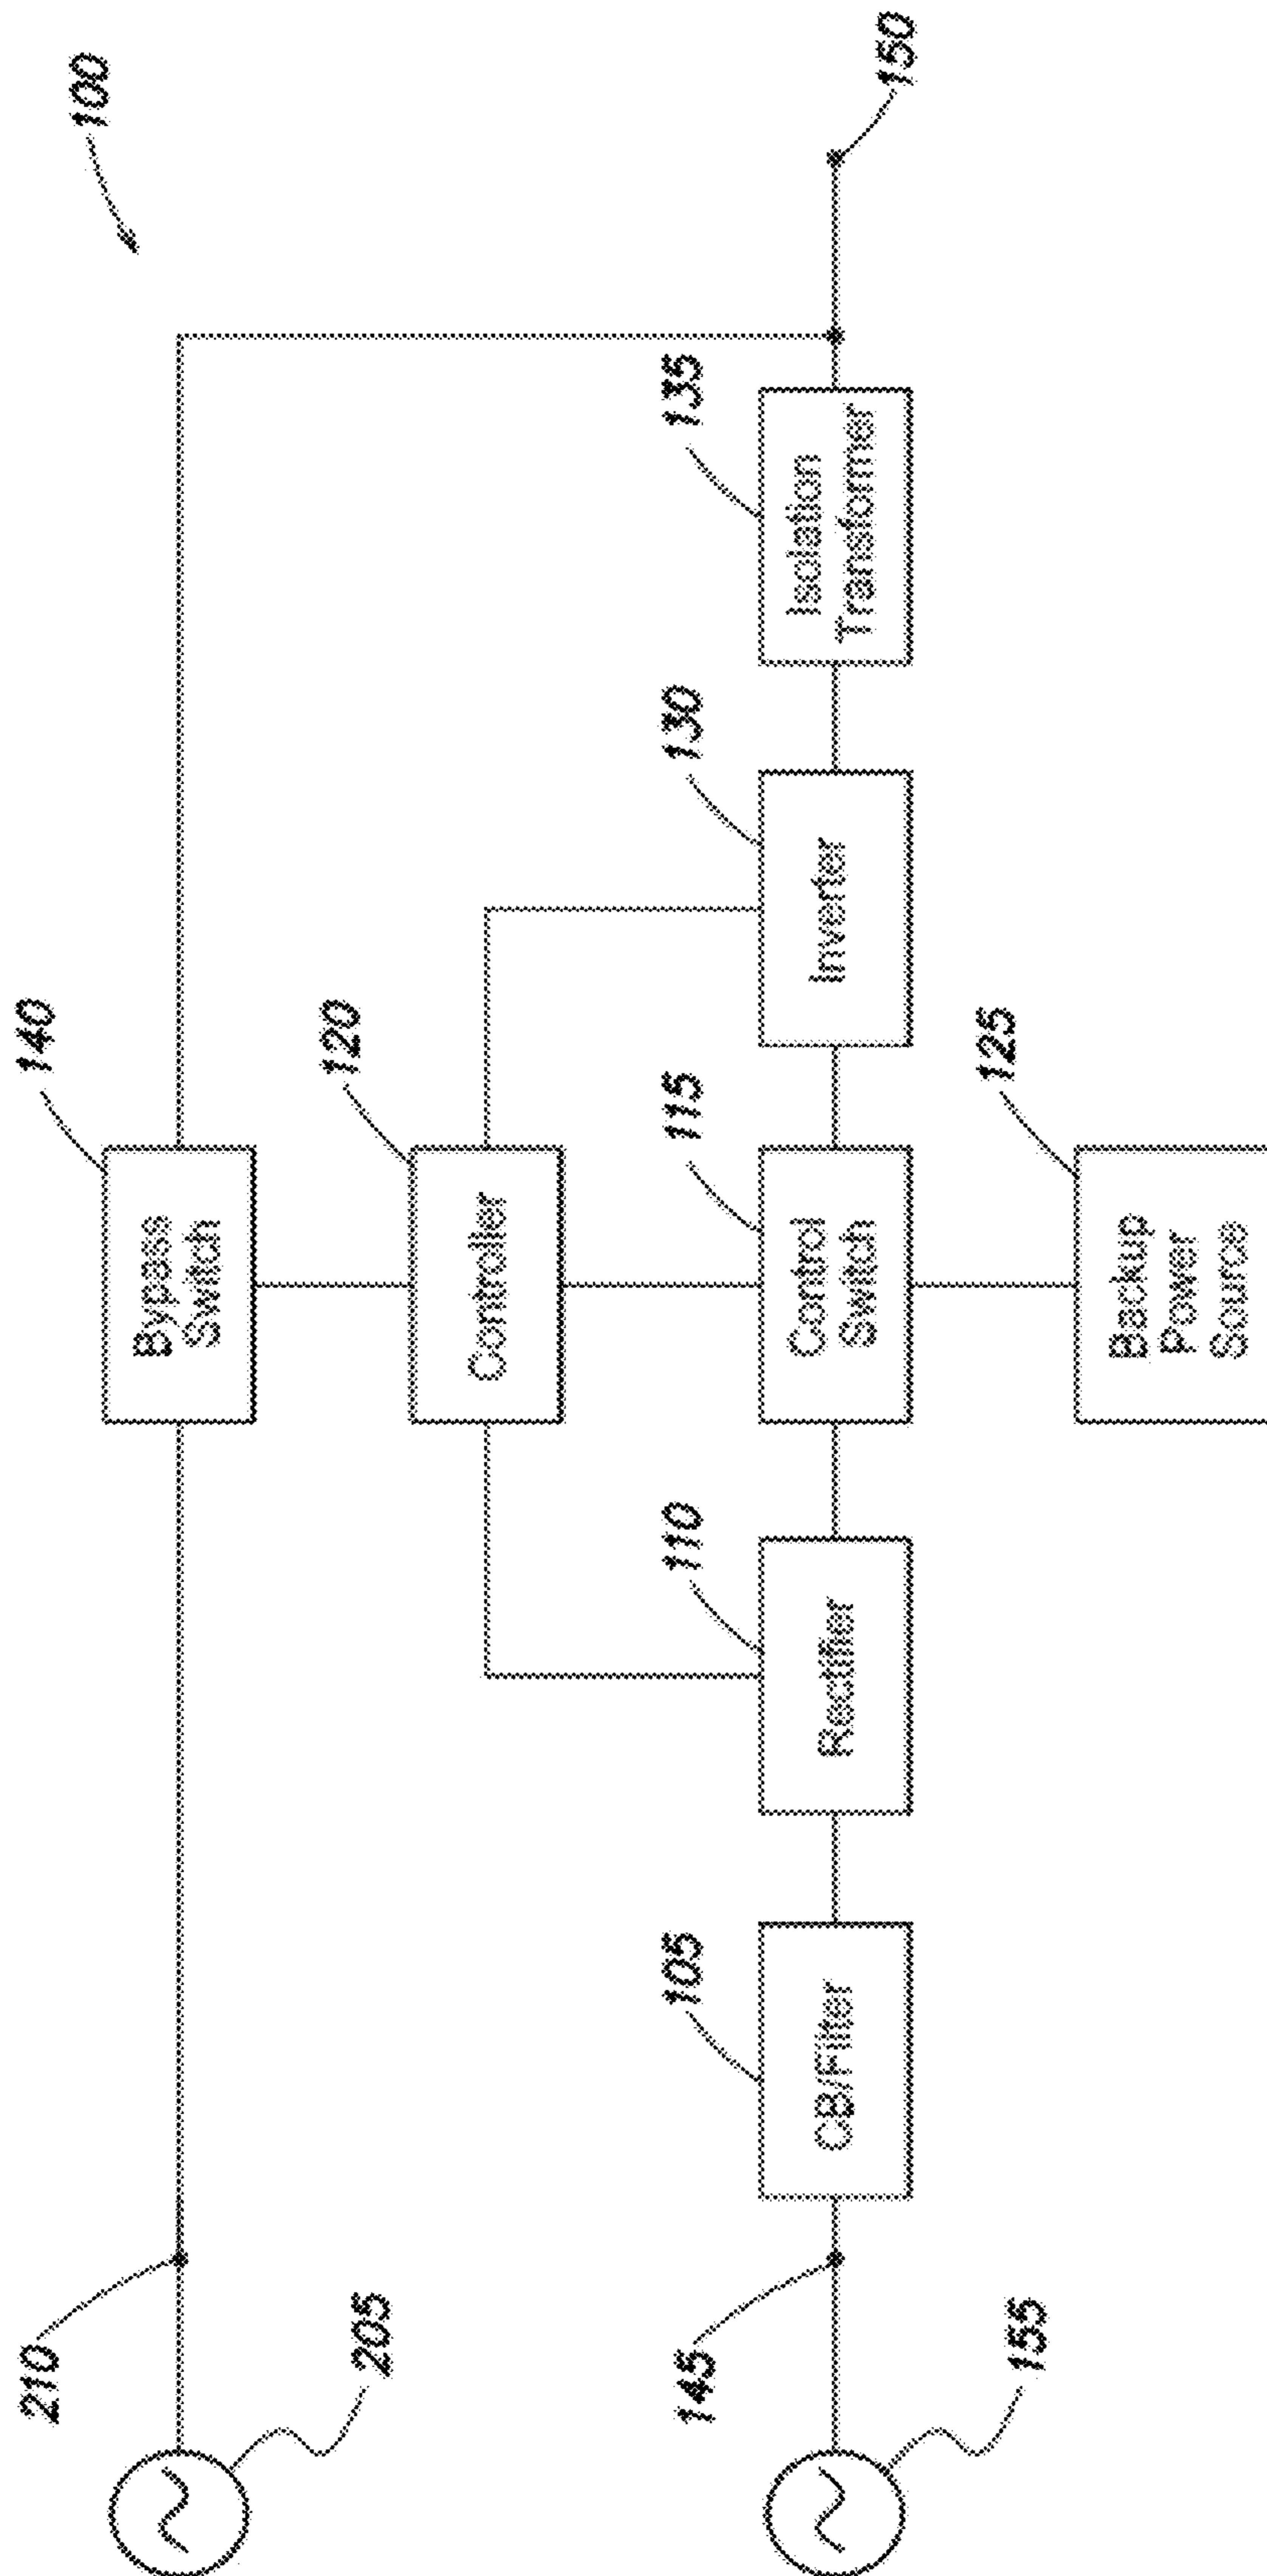 100
140
Bypass
Switch
210
205
120
Controller
105
CB/Filter
110
Rectifier
115
Control
Switch
130
Inverter
135
Isolation
Transformer
145
155
150
125
Backup
Power
Source